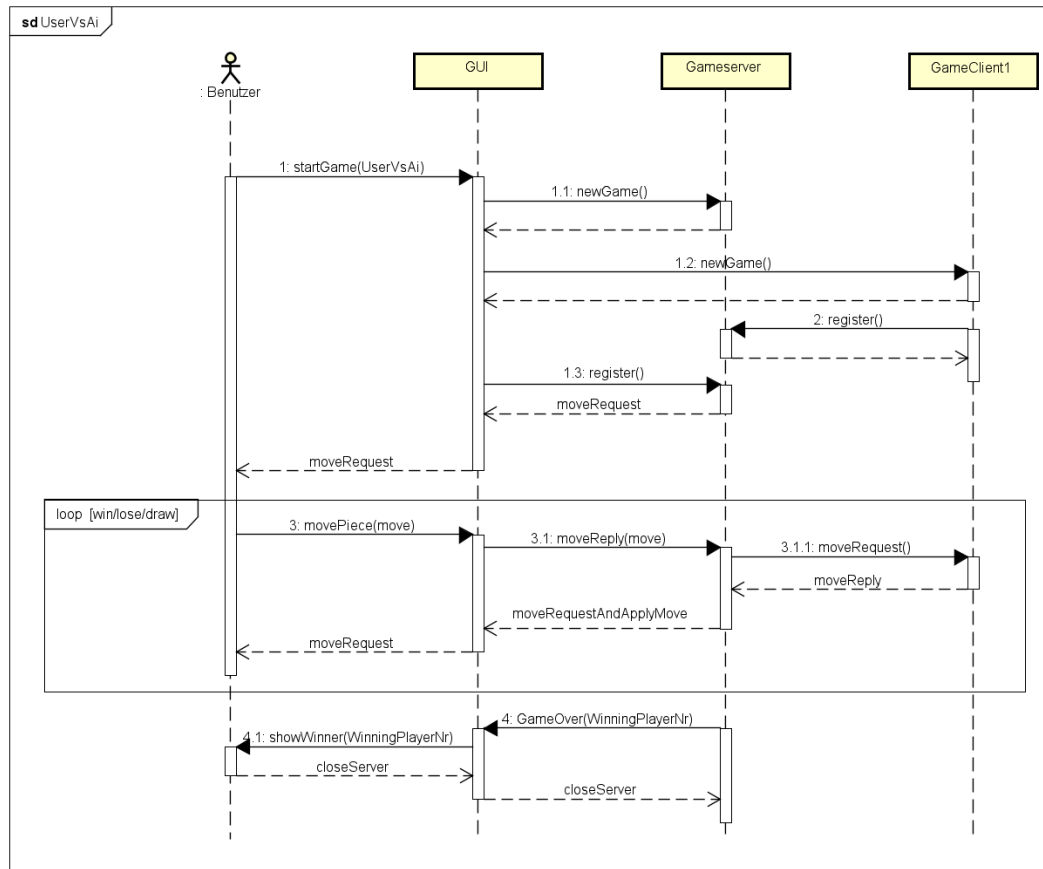 sd UserVsAi
: Benutzer
GUI
Gameserver
GameClient1
1: startGame(UserVsAi)
1.1: newGame()
1.2: newGame()
2: register()
1.3: register()
moveRequest
moveRequest
loop [win/lose/draw]
3: movePiece(move)
3.1: moveReply(move)
3.1.1: moveRequest()
moveReply
moveRequestAndApplyMove
moveRequest
4: GameOver(WinningPlayerNr)
4.1: showWinner(WinningPlayerNr)
closeServer
closeServer